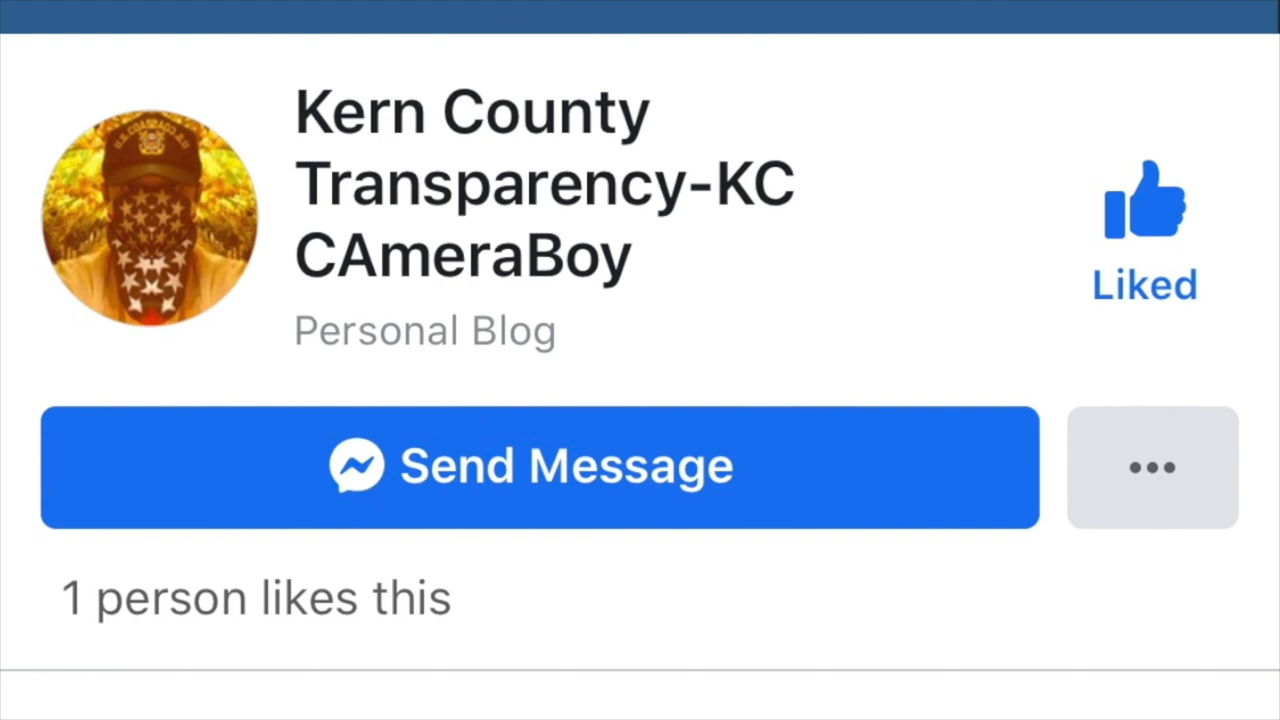 Kern County
Transparency-KC
CAmeraBoy
Personal Blog
Liked
Send Message
1 person likes this